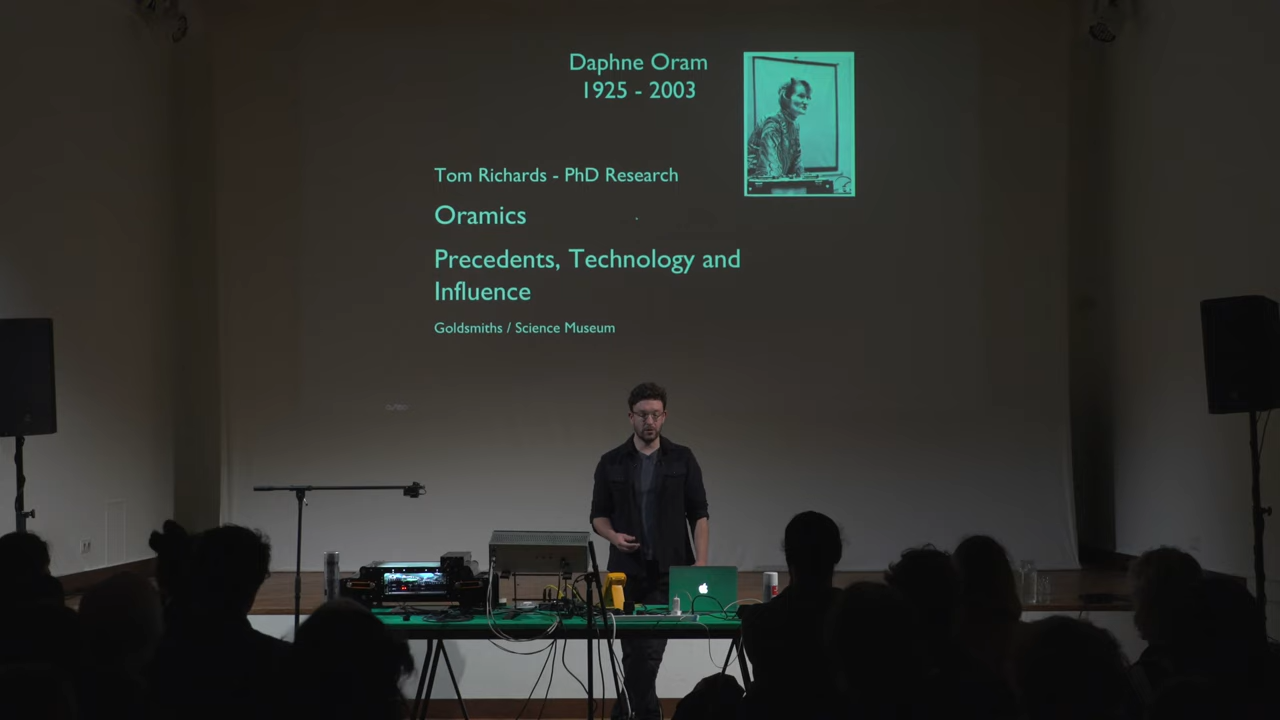 Daphne Oram
1925 - 2003
Tom Richards - PhD Research
Oramics
Precedents, Technology and
Influence
Goldsmiths / Science Museum